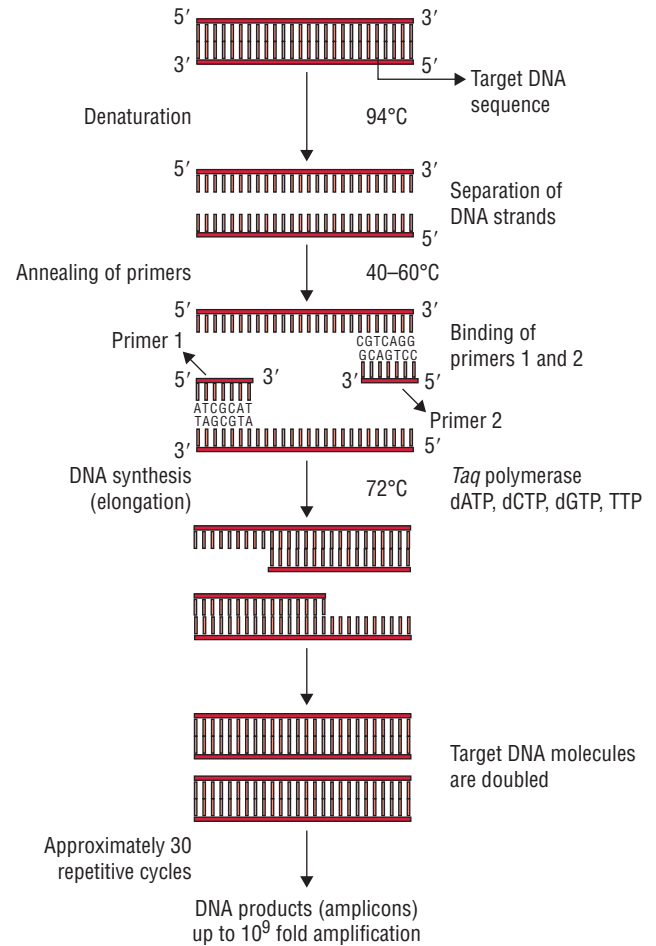 5′ 3′
3′ 5′
Target DNA
sequence
Denaturation 94°C
5′ 3′
Separation of
DNA strands
5′
Annealing of primers 40–60°C
5′ 3′
Primer 1
CGTCAGG
GCAGTCC
Binding of
primers 1 and 2
5′ 3′ 3′ 5′
ATCGCAT
TAGCGTA
Primer 2
3′ 5′
DNA synthesis
(elongation)
72°C
Taq polymerase
dATP, dCTP, dGTP, TTP
Target DNA molecules
are doubled
Approximately 30
repetitive cycles
DNA products (amplicons)
up to 10⁹ fold amplification